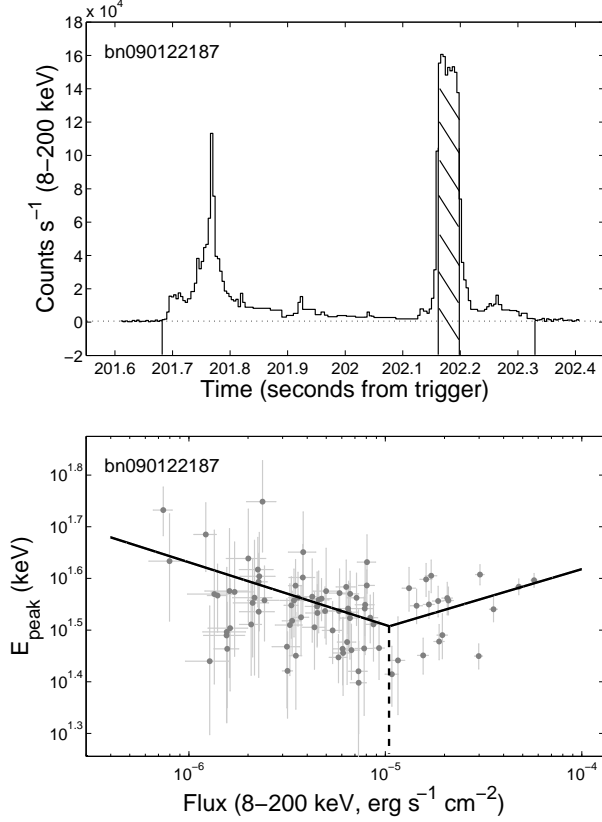 x 10⁴
18
16
14
12
10
8
6
4
2
0
−2
bn090122187
Counts s⁻¹ (8−200 keV)
201.6 201.7 201.8 201.9 202 202.1 202.2 202.3 202.4
Time (seconds from trigger)
10^1.8
10^1.7
10^1.6
10^1.5
10^1.4
10^1.3
bn090122187
E_peak (keV)
10⁻⁶ 10⁻⁵ 10⁻⁴
Flux (8−200 keV, erg s⁻¹ cm⁻²)